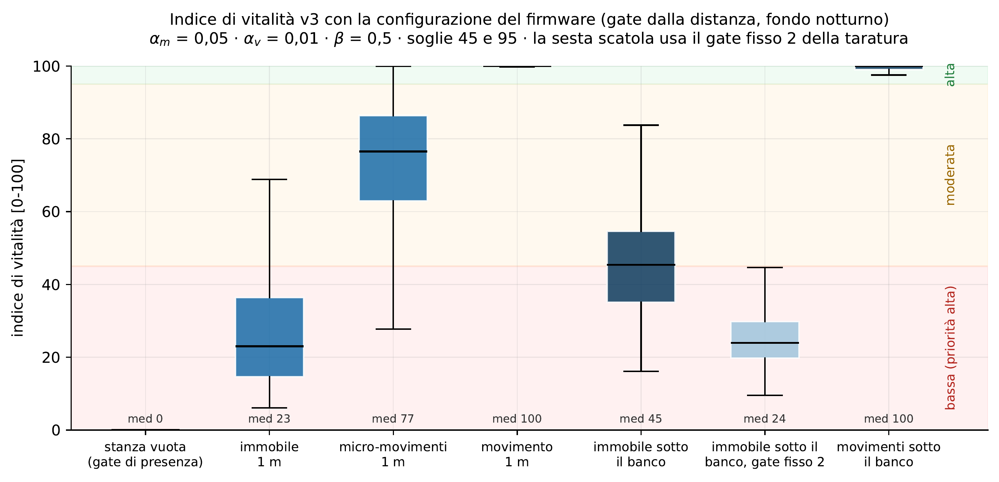 Indice di vitalità v3 con la configurazione del firmware (gate dalla distanza, fondo notturno)
αm = 0,05 · αv = 0,01 · β = 0,5 · soglie 45 e 95 · la sesta scatola usa il gate fisso 2 della taratura
indice di vitalità [0-100]
100
80
60
40
20
0
alta
moderata
bassa (priorità alta)
med 0
med 23
med 77
med 100
med 45
med 24
med 100
stanza vuota
(gate di presenza)
immobile
1 m
micro-movimenti
1 m
movimento
1 m
immobile sotto
il banco
immobile sotto il
banco, gate fisso 2
movimenti sotto
il banco